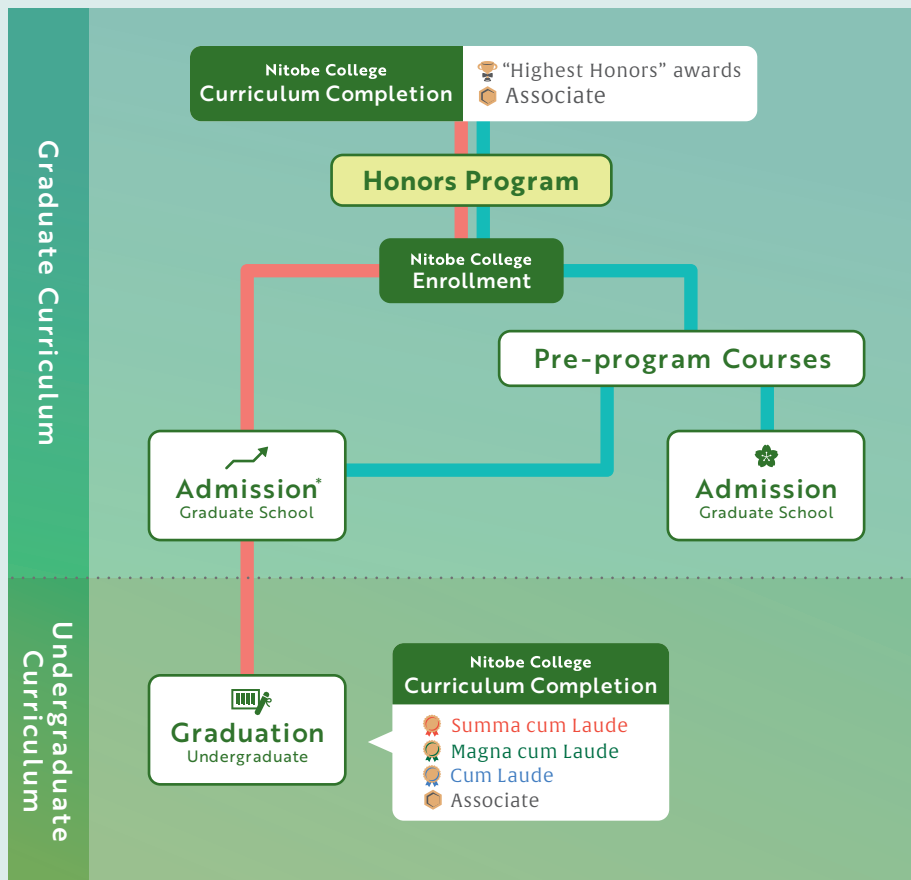 Nitobe College
Curriculum Completion
“Highest Honors” awards
Associate
Honors Program
Nitobe College
Enrollment
Graduate Curriculum
Pre-program Courses
Admission*
Graduate School
Admission
Graduate School
Undergraduate
Curriculum
Graduation
Undergraduate
Nitobe College
Curriculum Completion
Summa cum Laude
Magna cum Laude
Cum Laude
Associate